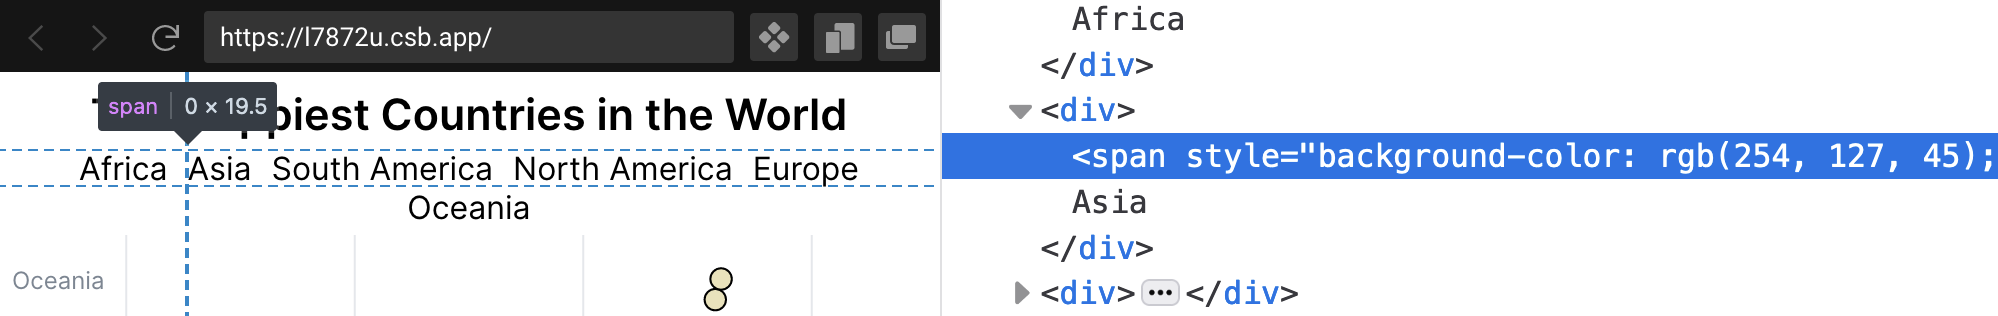 https://l7872u.csb.app/
span 0 × 19.5
ppiest Countries in the World
Africa Asia South America North America Europe
Oceania
Oceania
Africa
</div>
<div>
<span style="background-color: rgb(254, 127, 45);
Asia
</div>
<div>•••</div>